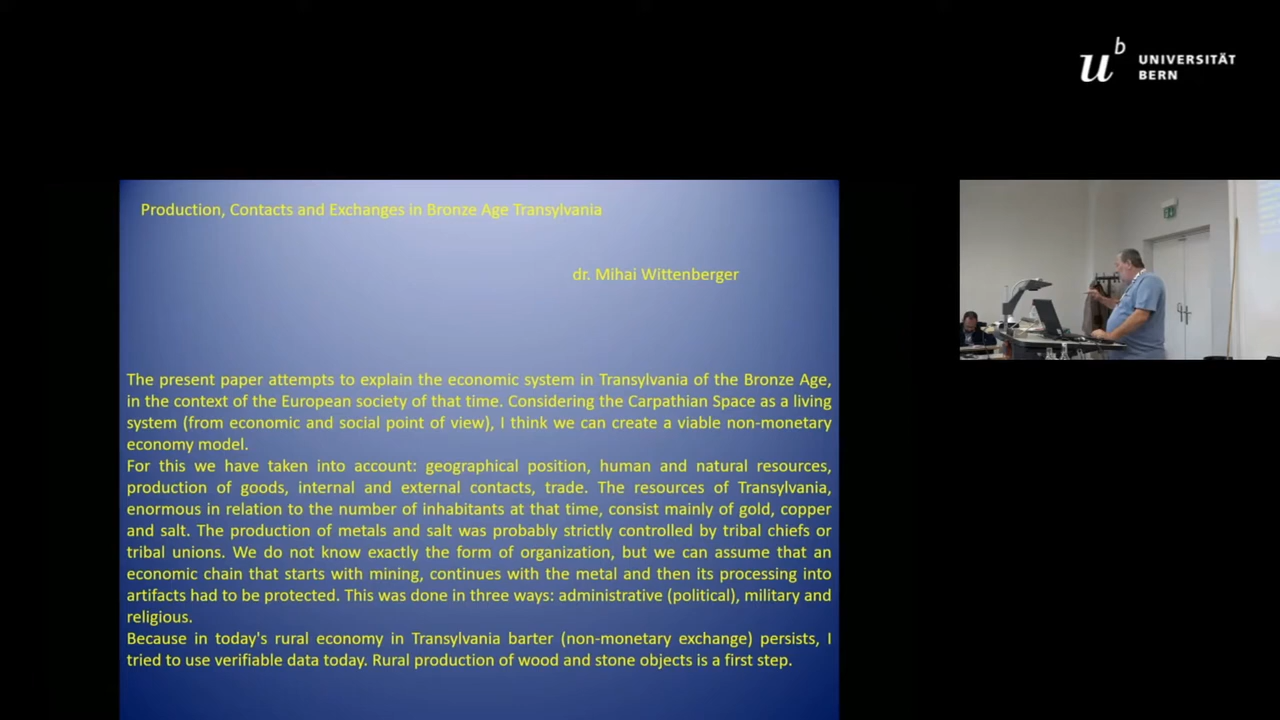 u
b
UNIVERSITÄT
BERN
Production, Contacts and Exchanges in Bronze Age Transylvania
dr. Mihai Wittenberger
The present paper attempts to explain the economic system in Transylvania of the Bronze Age,
in the context of the European society of that time. Considering the Carpathian Space as a living
system (from economic and social point of view), I think we can create a viable non-monetary
economy model.
For this we have taken into account: geographical position, human and natural resources,
production of goods, internal and external contacts, trade. The resources of Transylvania,
enormous in relation to the number of inhabitants at that time, consist mainly of gold, copper
and salt. The production of metals and salt was probably strictly controlled by tribal chiefs or
tribal unions. We do not know exactly the form of organization, but we can assume that an
economic chain that starts with mining, continues with the metal and then its processing into
artifacts had to be protected. This was done in three ways: administrative (political), military and
religious.
Because in today's rural economy in Transylvania barter (non-monetary exchange) persists, I
tried to use verifiable data today. Rural production of wood and stone objects is a first step.